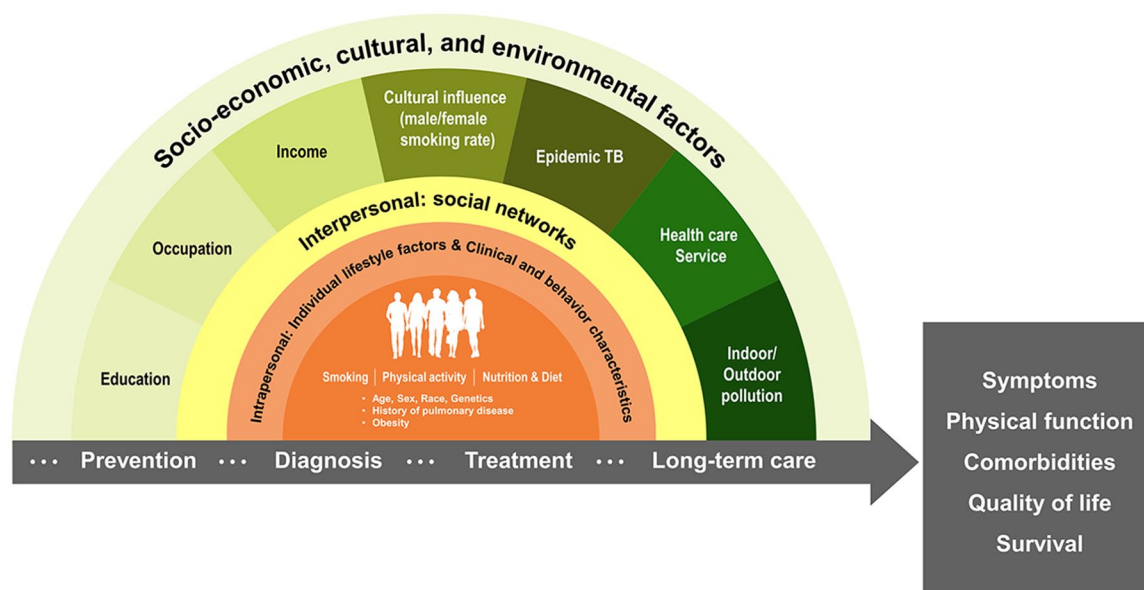 Socio-economic, cultural, and environmental factors
Education
Occupation
Income
Cultural influence
(male/female
smoking rate)
Epidemic TB
Health care
Service
Indoor/
Outdoor
pollution
Interpersonal: social networks
Intrapersonal: Individual lifestyle factors & Clinical and behavior characteristics
Smoking | Physical activity | Nutrition & Diet
• Age, Sex, Race, Genetics
• History of pulmonary disease
• Obesity
••• Prevention ••• Diagnosis ••• Treatment ••• Long-term care
Symptoms
Physical function
Comorbidities
Quality of life
Survival